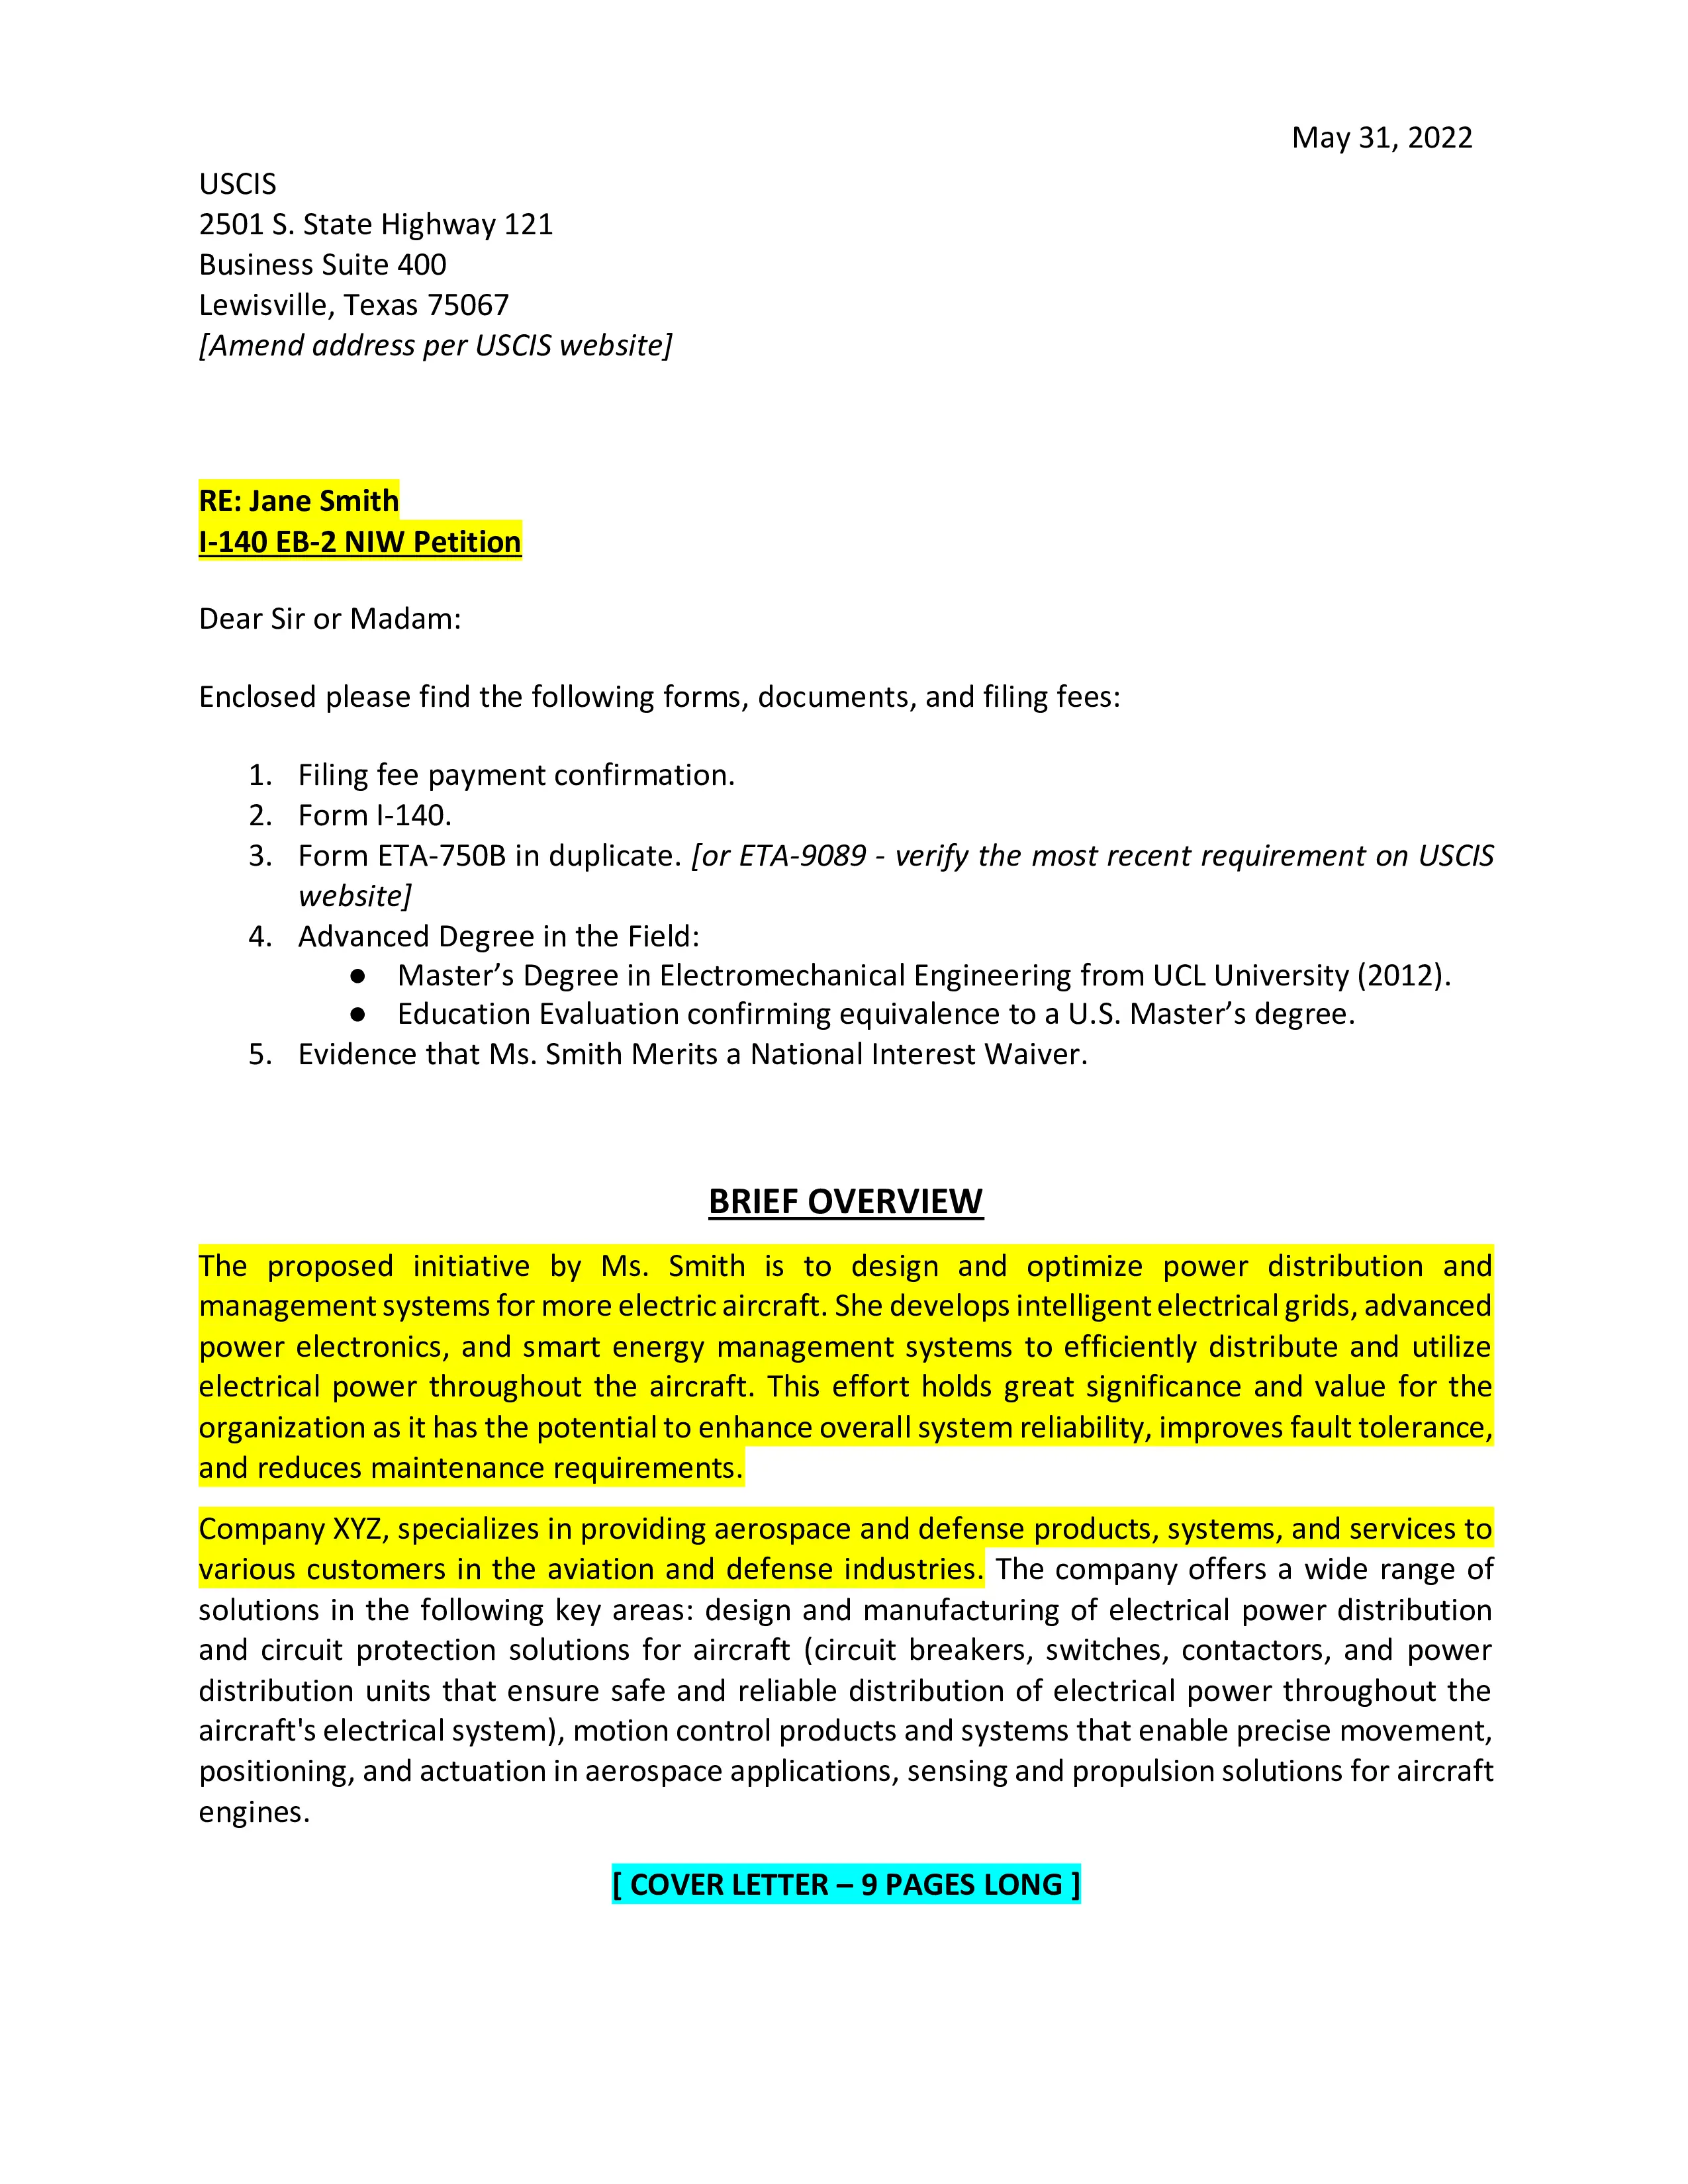 May 31, 2022
USCIS
2501 S. State Highway 121
Business Suite 400
Lewisville, Texas 75067
[Amend address per USCIS website]
RE: Jane Smith
I-140 EB-2 NIW Petition
Dear Sir or Madam:
Enclosed please find the following forms, documents, and filing fees:
1. Filing fee payment confirmation.
2. Form I-140.
3. Form ETA-750B in duplicate. [or ETA-9089 - verify the most recent requirement on USCIS
website]
4. Advanced Degree in the Field:
● Master’s Degree in Electromechanical Engineering from UCL University (2012).
● Education Evaluation confirming equivalence to a U.S. Master’s degree.
5. Evidence that Ms. Smith Merits a National Interest Waiver.
BRIEF OVERVIEW
The proposed initiative by Ms. Smith is to design and optimize power distribution and
management systems for more electric aircraft. She develops intelligent electrical grids, advanced
power electronics, and smart energy management systems to efficiently distribute and utilize
electrical power throughout the aircraft. This effort holds great significance and value for the
organization as it has the potential to enhance overall system reliability, improves fault tolerance,
and reduces maintenance requirements.
Company XYZ, specializes in providing aerospace and defense products, systems, and services to
various customers in the aviation and defense industries. The company offers a wide range of
solutions in the following key areas: design and manufacturing of electrical power distribution
and circuit protection solutions for aircraft (circuit breakers, switches, contactors, and power
distribution units that ensure safe and reliable distribution of electrical power throughout the
aircraft's electrical system), motion control products and systems that enable precise movement,
positioning, and actuation in aerospace applications, sensing and propulsion solutions for aircraft
engines.
[ COVER LETTER – 9 PAGES LONG ]